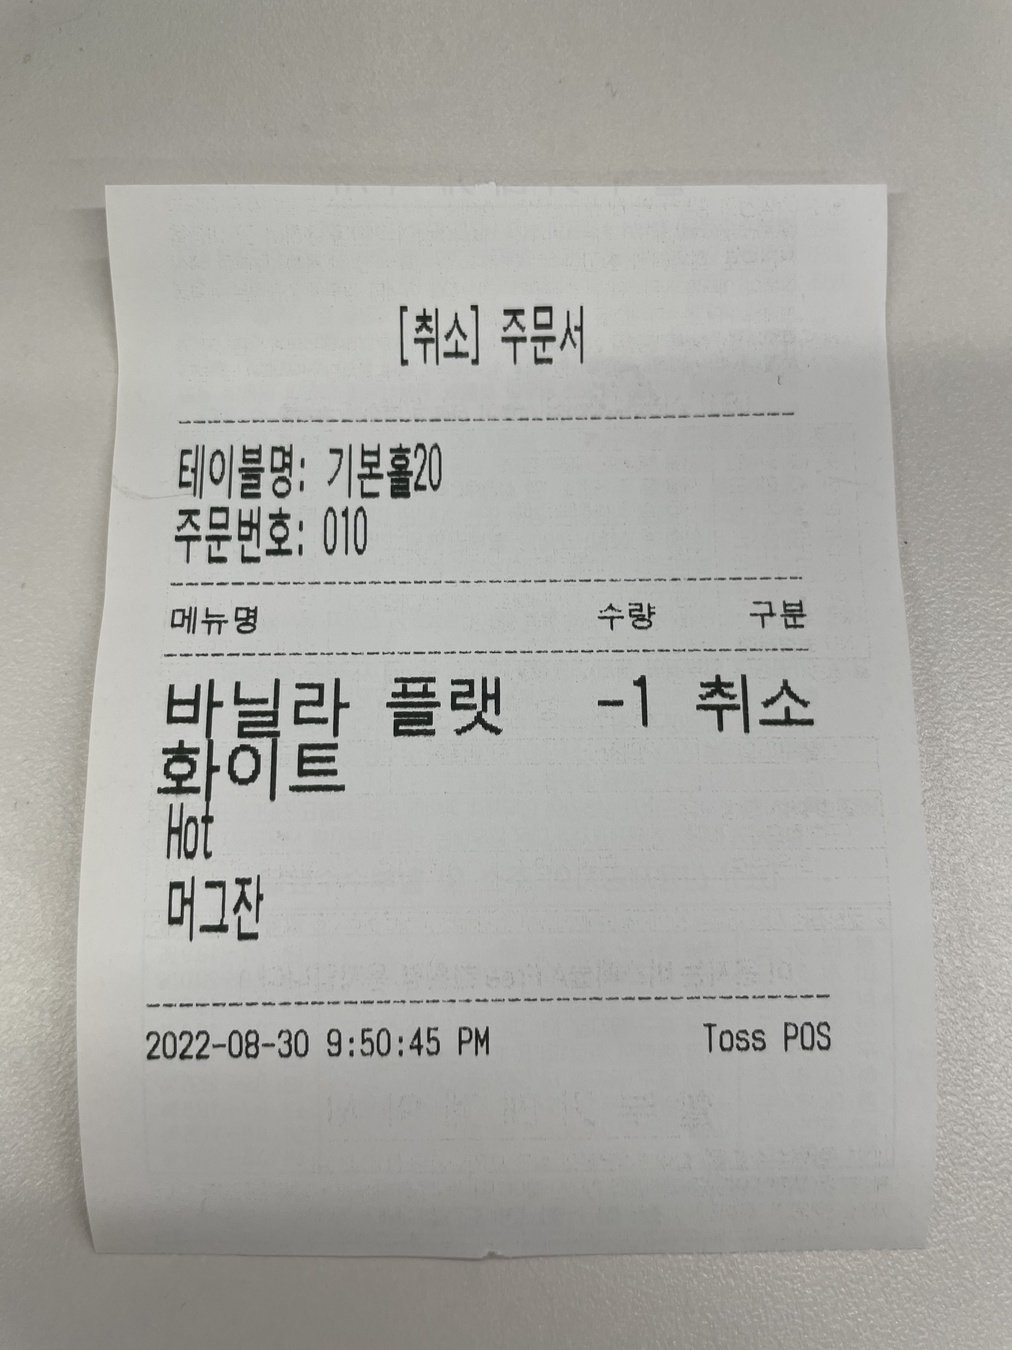 [취소] 주문서
테이블명: 기본홀20
주문번호: 010
메뉴명 수량 구분
바닐라 플랫 -1 취소
화이트
Hot
머그잔
2022-08-30 9:50:45 PM Toss POS